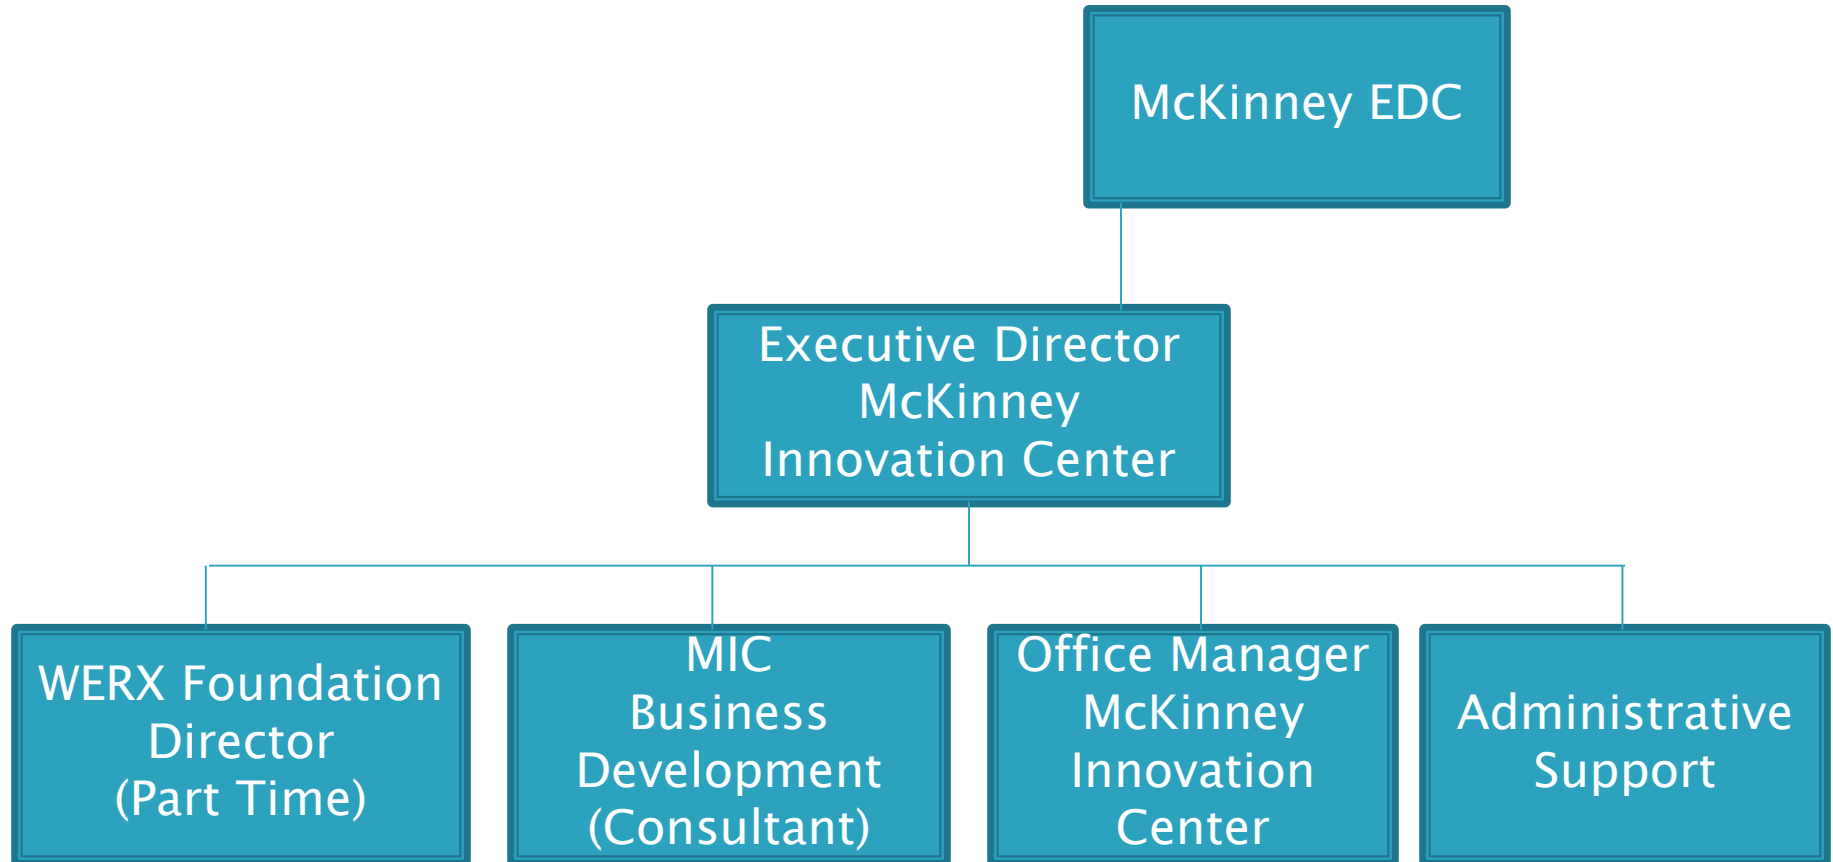 McKinney EDC
Executive Director
McKinney
Innovation Center
WERX Foundation
Director
(Part Time)
MIC
Business
Development
(Consultant)
Office Manager
McKinney
Innovation
Center
Administrative
Support